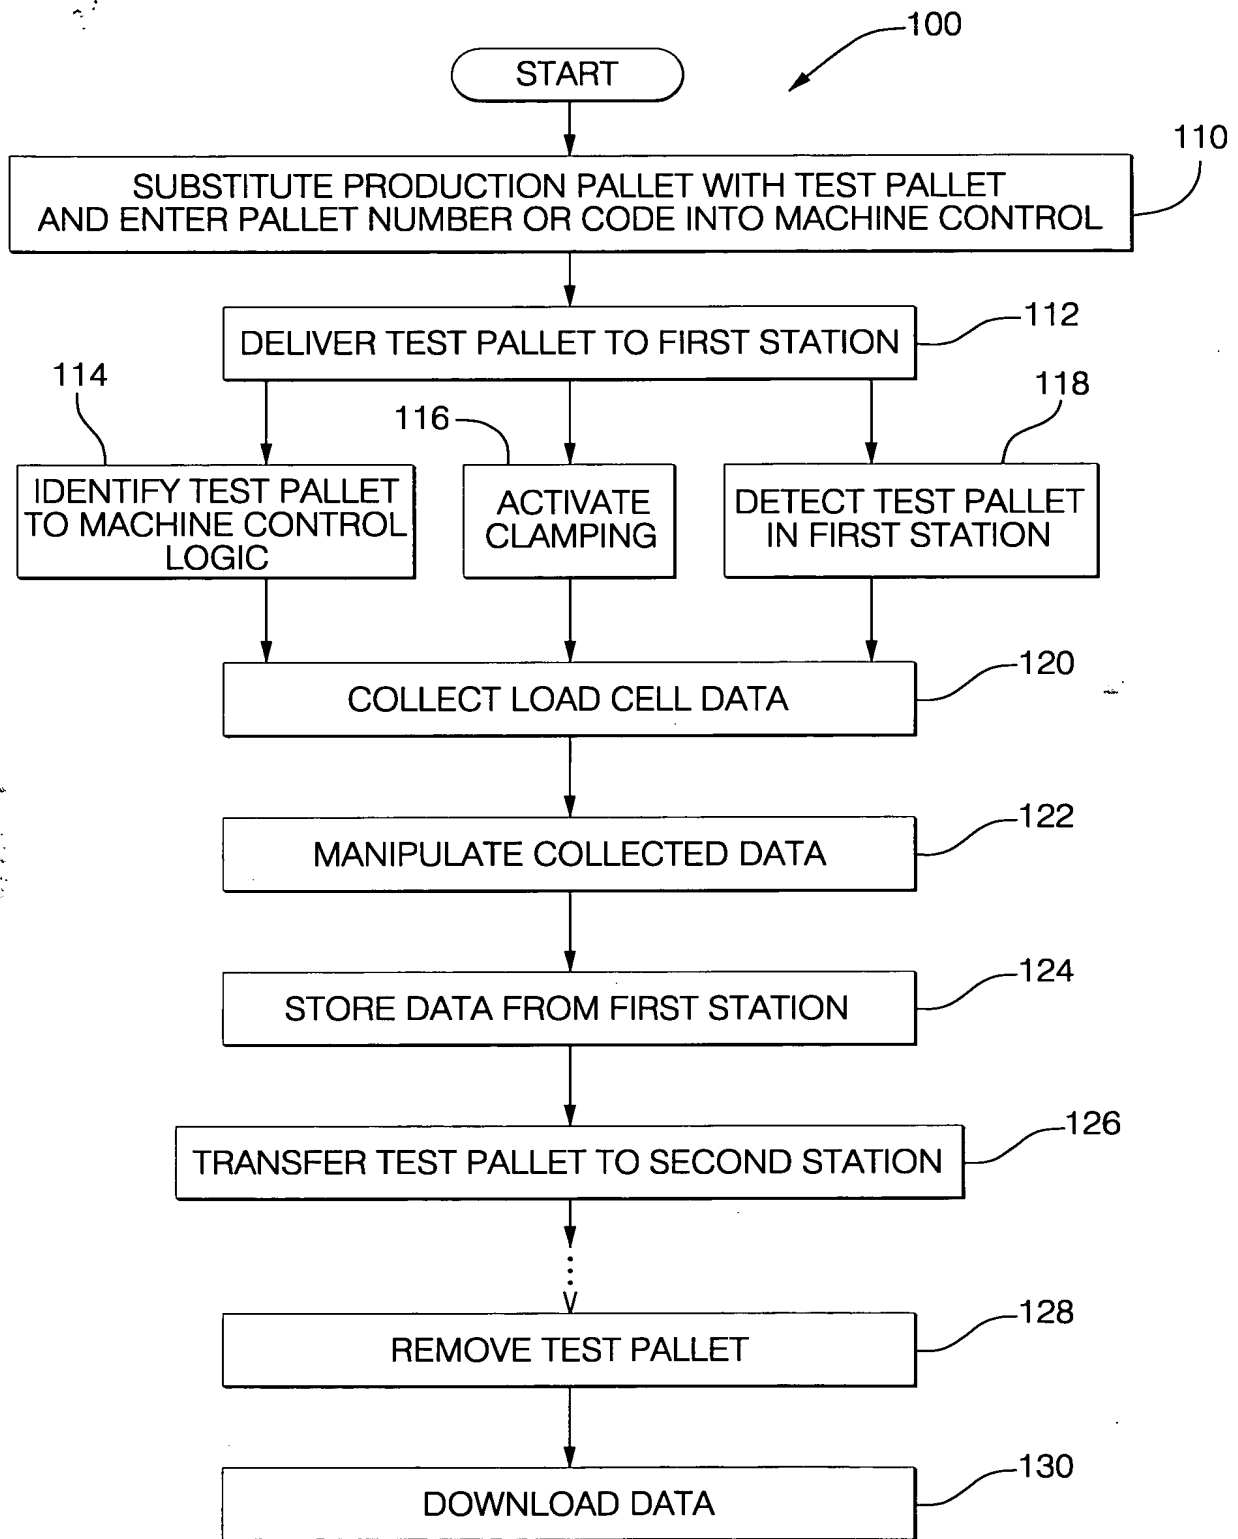 100
START
110
SUBSTITUTE PRODUCTION PALLET WITH TEST PALLET
AND ENTER PALLET NUMBER OR CODE INTO MACHINE CONTROL
112
DELIVER TEST PALLET TO FIRST STATION
114
116
118
IDENTIFY TEST PALLET
TO MACHINE CONTROL
LOGIC
ACTIVATE
CLAMPING
DETECT TEST PALLET
IN FIRST STATION
120
COLLECT LOAD CELL DATA
122
MANIPULATE COLLECTED DATA
124
STORE DATA FROM FIRST STATION
126
TRANSFER TEST PALLET TO SECOND STATION
128
REMOVE TEST PALLET
130
DOWNLOAD DATA